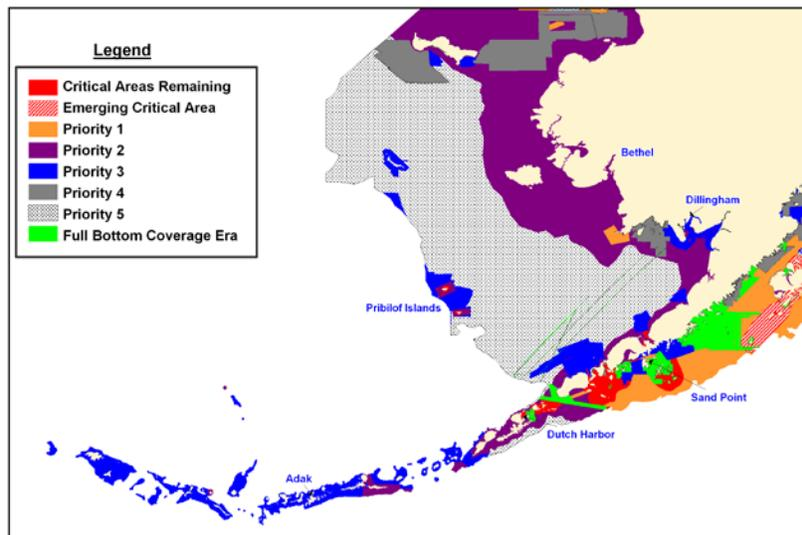 Legend
Critical Areas Remaining
Emerging Critical Area
Priority 1
Priority 2
Priority 3
Priority 4
Priority 5
Full Bottom Coverage Era
Bethel
Dillingham
Pribilof Islands
Sand Point
Dutch Harbor
Adak